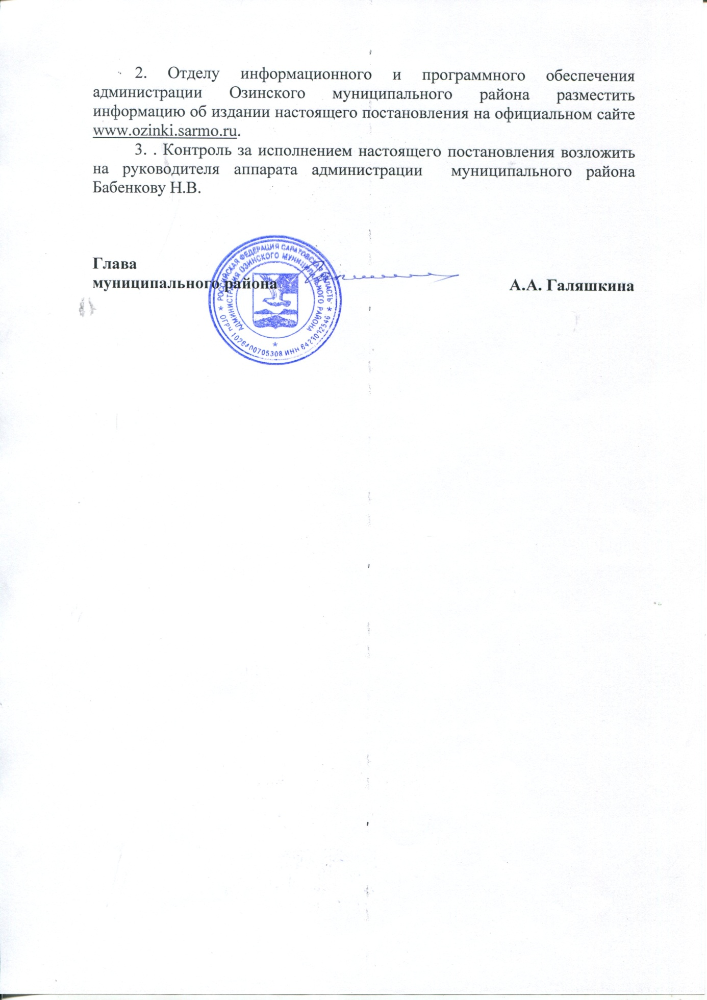 2. Отделу информационного и программного обеспечения
администрации Озинского муниципального района разместить
информацию об издании настоящего постановления на официальном сайте
www.ozinki.sarmo.ru.
3. . Контроль за исполнением настоящего постановления возложить
на руководителя аппарата администрации муниципального района
Бабенкову Н.В.
Глава
муниципального района
А.А. Галяшкина
РОССИЙСКАЯ ФЕДЕРАЦИЯ САРАТОВСКАЯ ОБЛАСТЬ
АДМИНИСТРАЦИЯ ОЗИНСКОГО МУНИЦИПАЛЬНОГО РАЙОНА
ОГРН 1026400705308 ИНН 6423012546